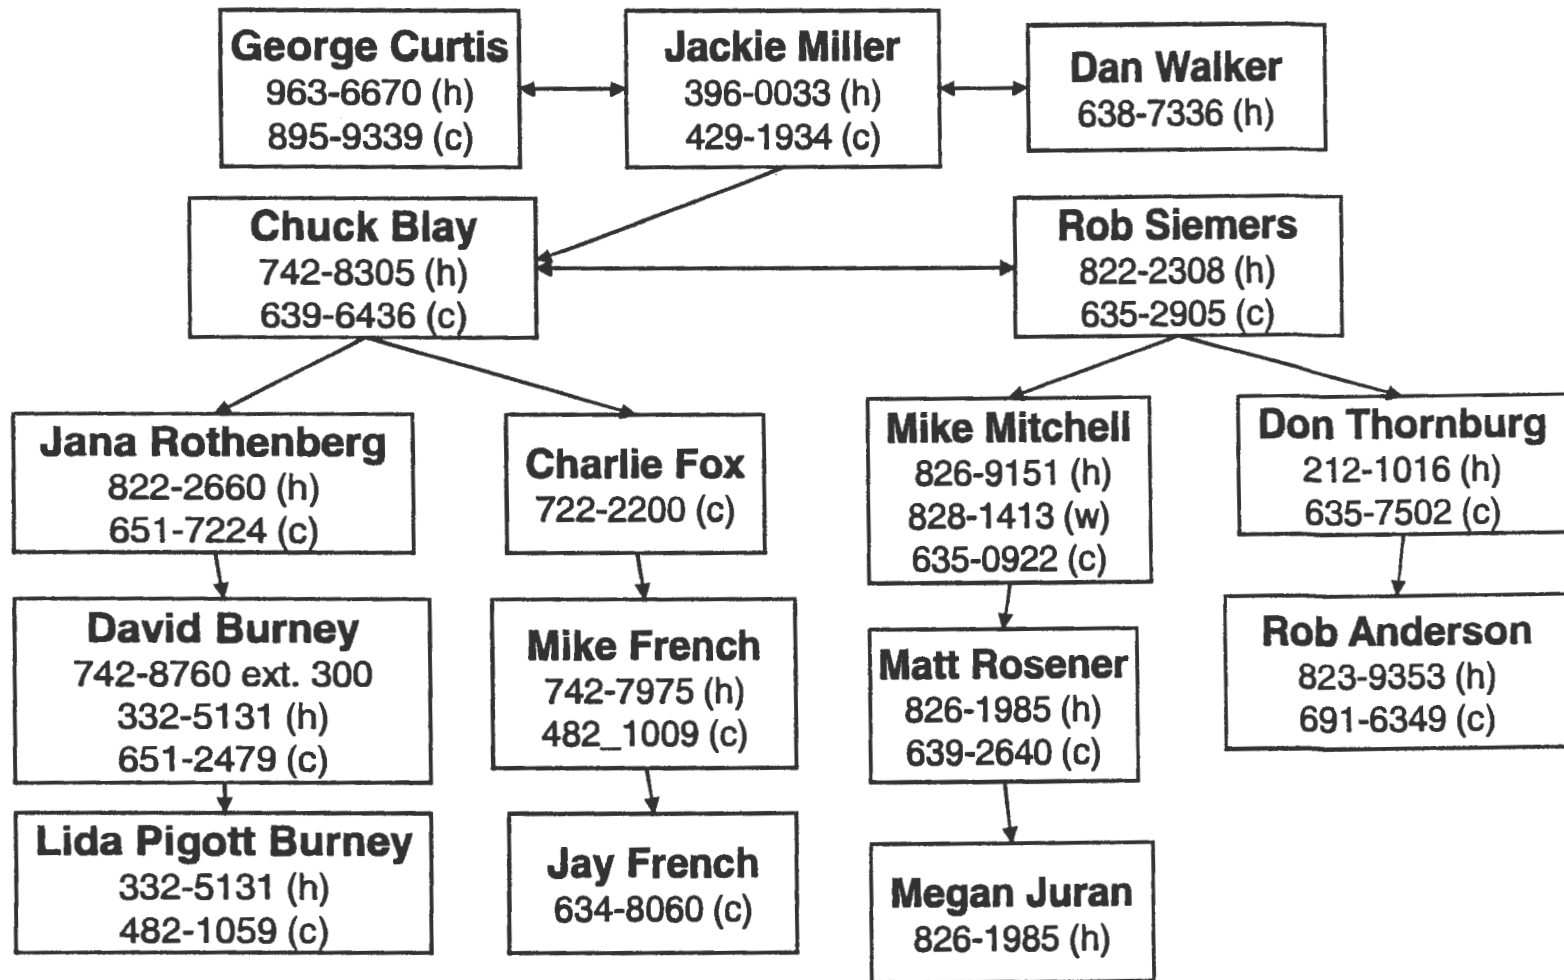 George Curtis
963-6670 (h)
895-9339 (c)
Jackie Miller
396-0033 (h)
429-1934 (c)
Dan Walker
638-7336 (h)
Chuck Blay
742-8305 (h)
639-6436 (c)
Rob Siemers
822-2308 (h)
635-2905 (c)
Jana Rothenberg
822-2660 (h)
651-7224 (c)
Charlie Fox
722-2200 (c)
Mike Mitchell
826-9151 (h)
828-1413 (w)
635-0922 (c)
Don Thornburg
212-1016 (h)
635-7502 (c)
David Burney
742-8760 ext. 300
332-5131 (h)
651-2479 (c)
Mike French
742-7975 (h)
482_1009 (c)
Matt Rosener
826-1985 (h)
639-2640 (c)
Rob Anderson
823-9353 (h)
691-6349 (c)
Lida Pigott Burney
332-5131 (h)
482-1059 (c)
Jay French
634-8060 (c)
Megan Juran
826-1985 (h)